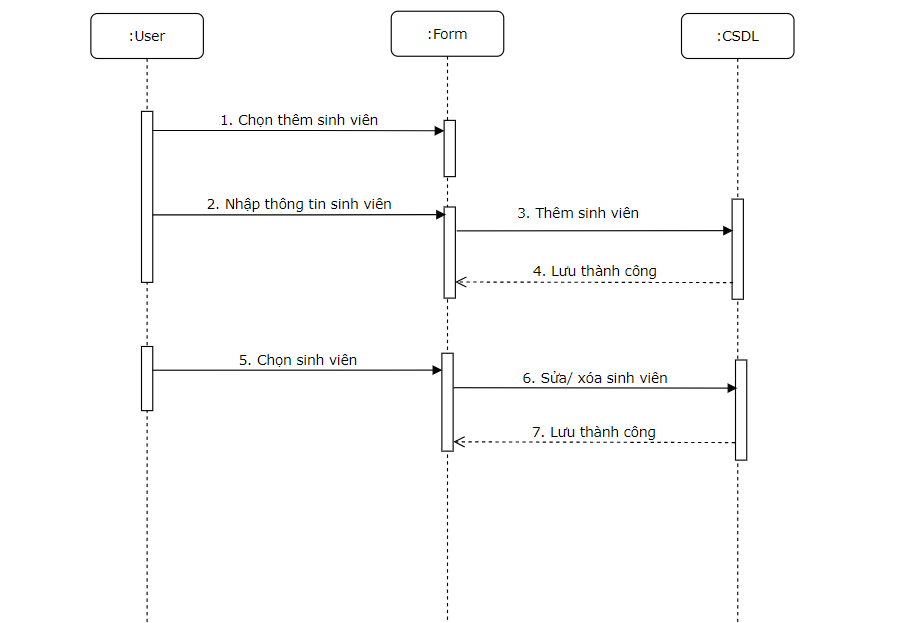 :User
:Form
:CSDL
1. Chọn thêm sinh viên
2. Nhập thông tin sinh viên
3. Thêm sinh viên
4. Lưu thành công
5. Chọn sinh viên
6. Sửa/ xóa sinh viên
7. Lưu thành công